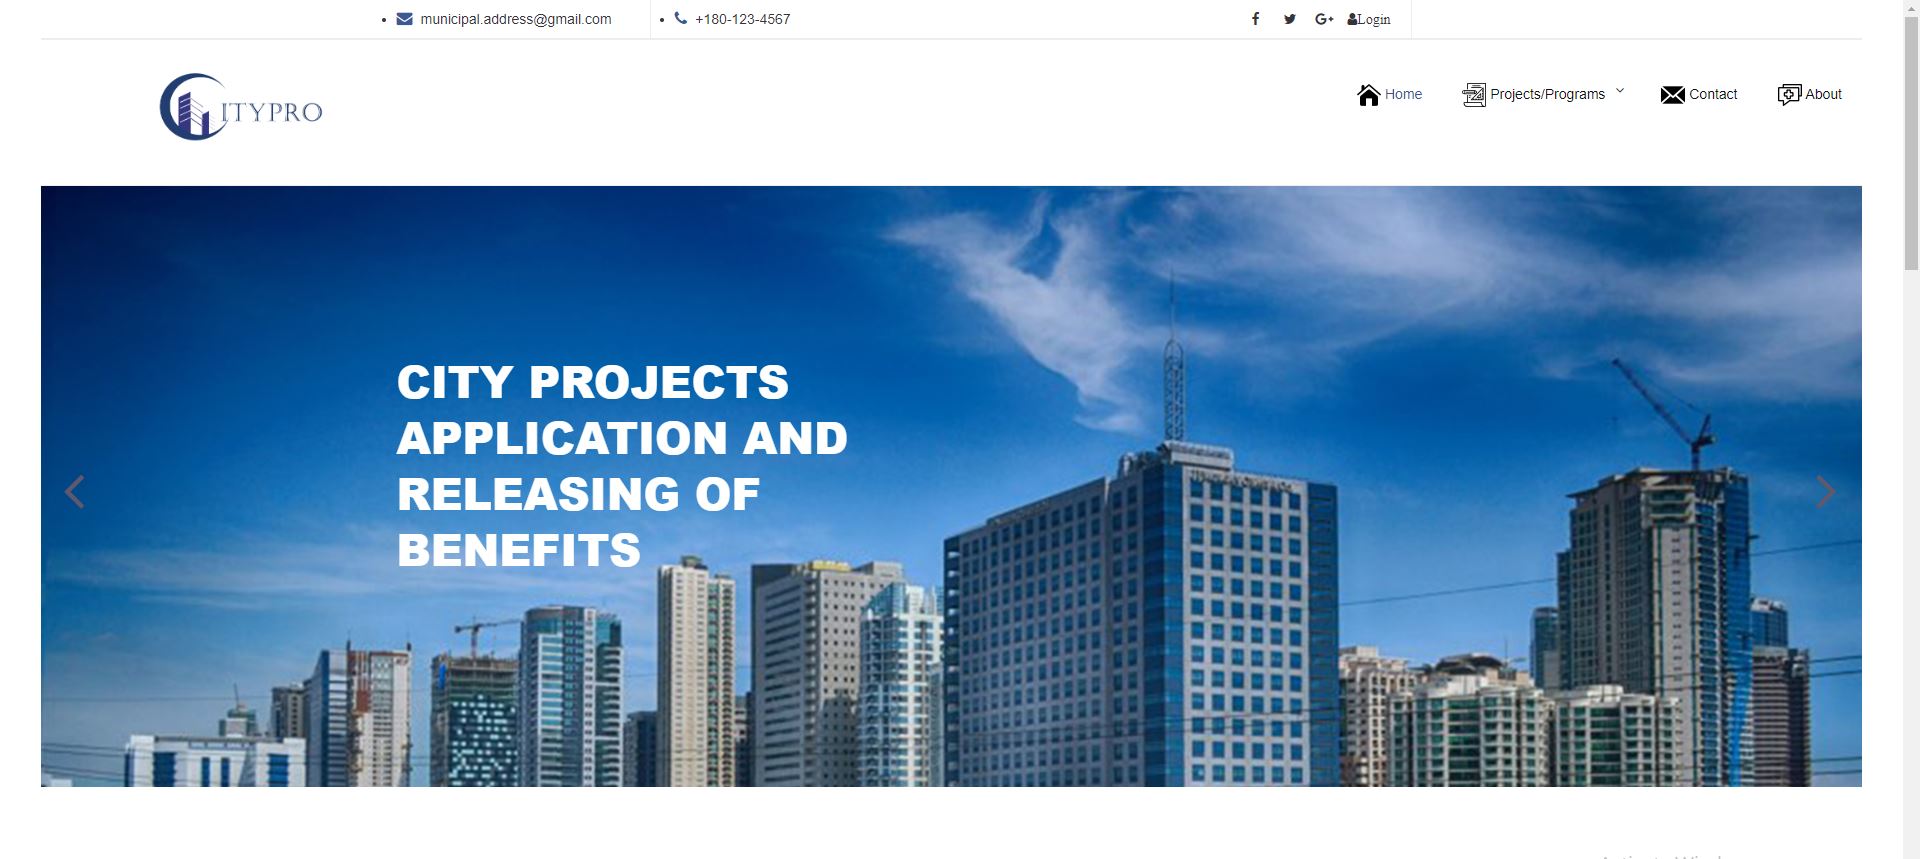 municipal.address@gmail.com
+180-123-4567
Login
ITYPRO
Home
Projects/Programs
Contact
About
CITY PROJECTS
APPLICATION AND
RELEASING OF
BENEFITS